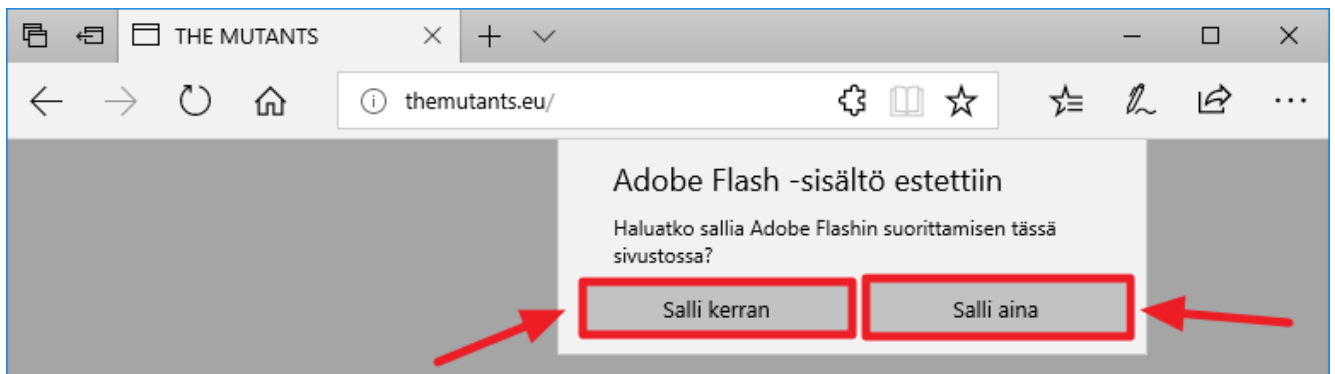 THE MUTANTS
themutants.eu/
Adobe Flash -sisältö estettiin
Haluatko sallia Adobe Flashin suorittamisen tässä
sivustossa?
Salli kerran
Salli aina